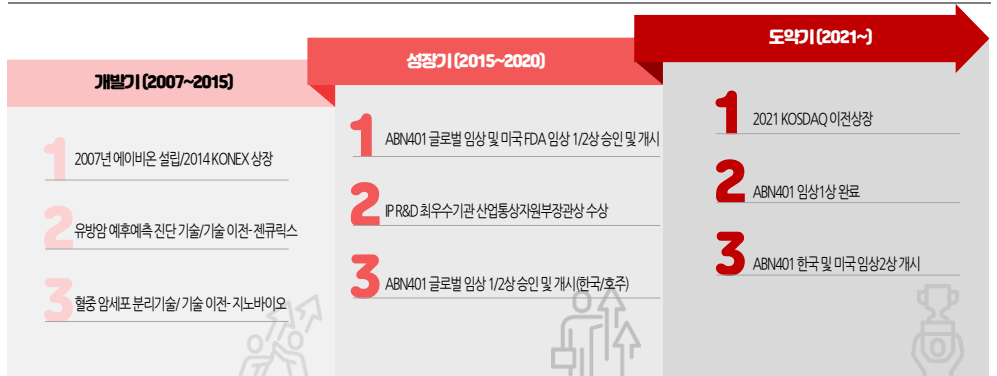 개발기 (2007~2015)
1
2007년 에이비온 설립/2014 KONEX 상장
2
유방암 예후예측 진단 기술/기술 이전- 젠큐릭스
3
혈중 암세포 분리기술/ 기술 이전- 지노바이오
성장기 (2015~2020)
1
ABN401 글로벌 임상 및 미국 FDA 임상 1/2상 승인 및 개시
2
IP R&D 최우수기관 산업통상자원부장관상 수상
3
ABN401 글로벌 임상 1/2상 승인 및 개시(한국/호주)
도약기 (2021~)
1
2021 KOSDAQ 이전상장
2
ABN401 임상1상 완료
3
ABN401 한국 및 미국 임상2상 개시